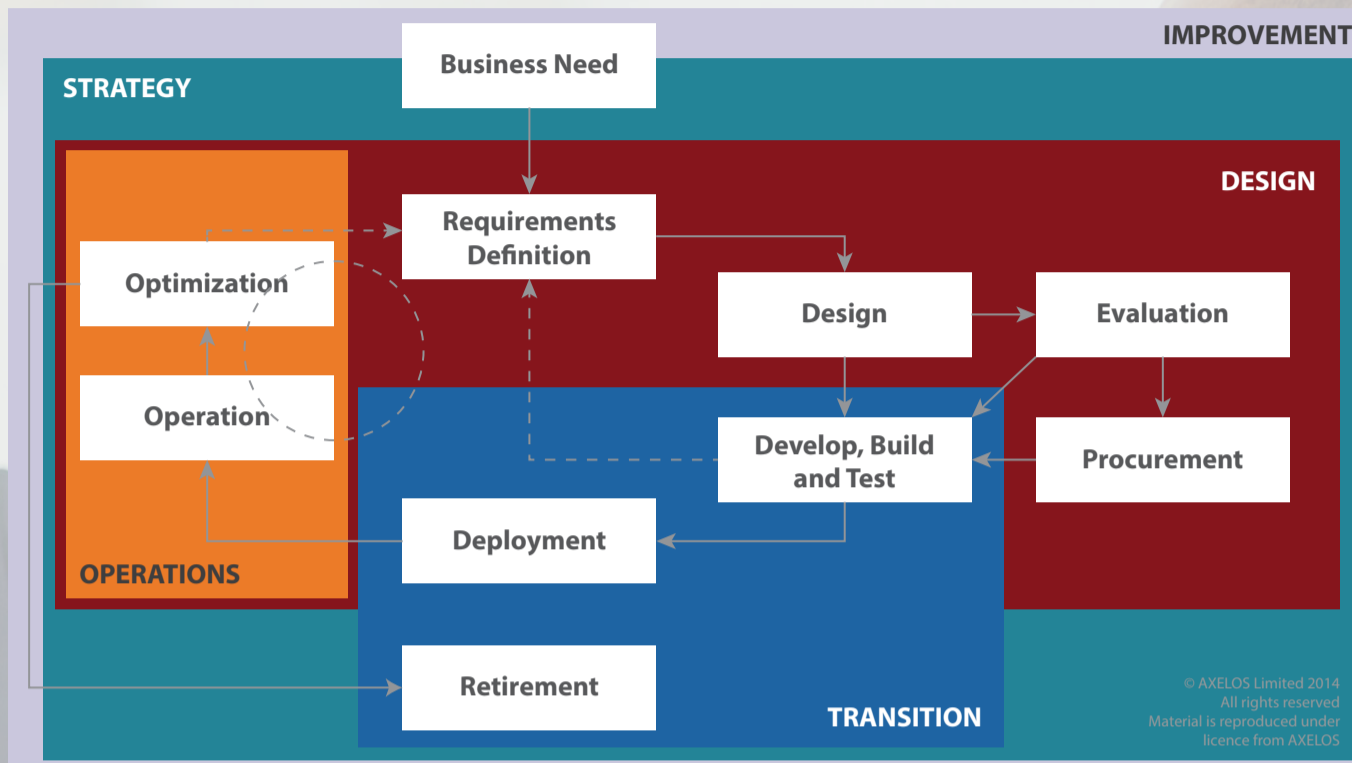 IMPROVEMENT
Business Need
STRATEGY
DESIGN
Requirements
Definition
Optimization
Design
Evaluation
Operation
Develop, Build
and Test
Procurement
Deployment
OPERATIONS
Retirement
TRANSITION
© AXELOS Limited 2014
All rights reserved
Material is reproduced under
licence from AXELOS